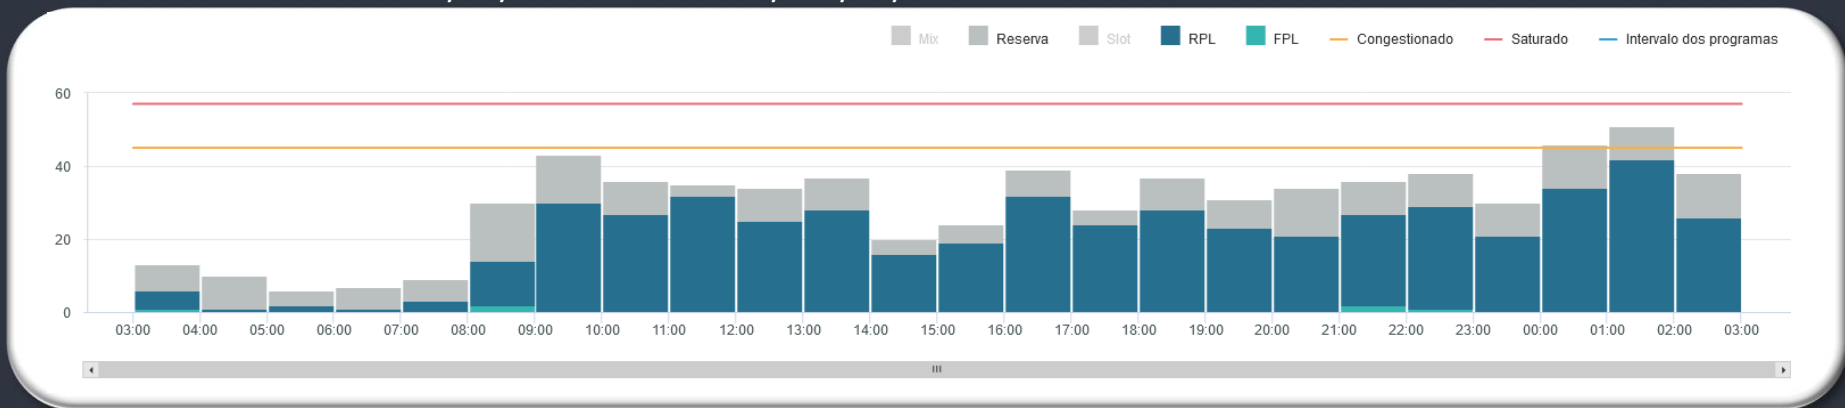 Mix Reserva Slot RPL FPL Congestionado Saturado Intervalo dos programas
60
40
20
0
03:00 04:00 05:00 06:00 07:00 08:00 09:00 10:00 11:00 12:00 13:00 14:00 15:00 16:00 17:00 18:00 19:00 20:00 21:00 22:00 23:00 00:00 01:00 02:00 03:00